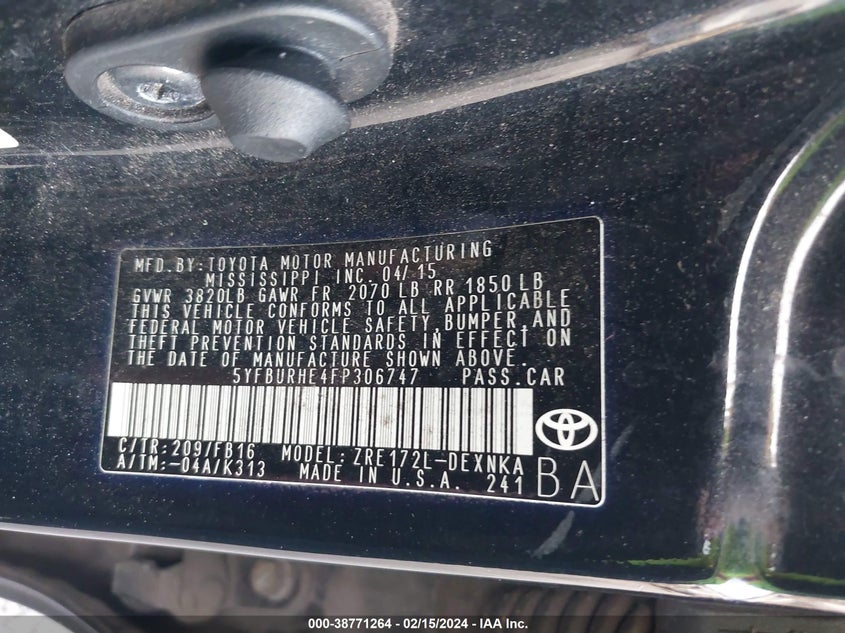 MFD.BY:TOYOTA MOTOR MANUFACTURING
MISSISSIPPI INC. 04/15
GVWR 3820LB GAWR FR 2070LB RR 1850LB
THIS VEHICLE CONFORMS TO ALL APPLICABLE
FEDERAL MOTOR VEHICLE SAFETY,BUMPER,AND
THEFT PREVENTION STANDARDS IN EFFECT ON
THE DATE OF MANUFACTURE SHOWN ABOVE.
5YFBURHE4FP306747 PASS.CAR
C/TR:209/FB16 MODEL:ZRE172L-DEXNKA
A/TM:-04A/K313 MADE IN U.S.A. 241
BA
000-38771264 - 02/15/2024 - IAA Inc.